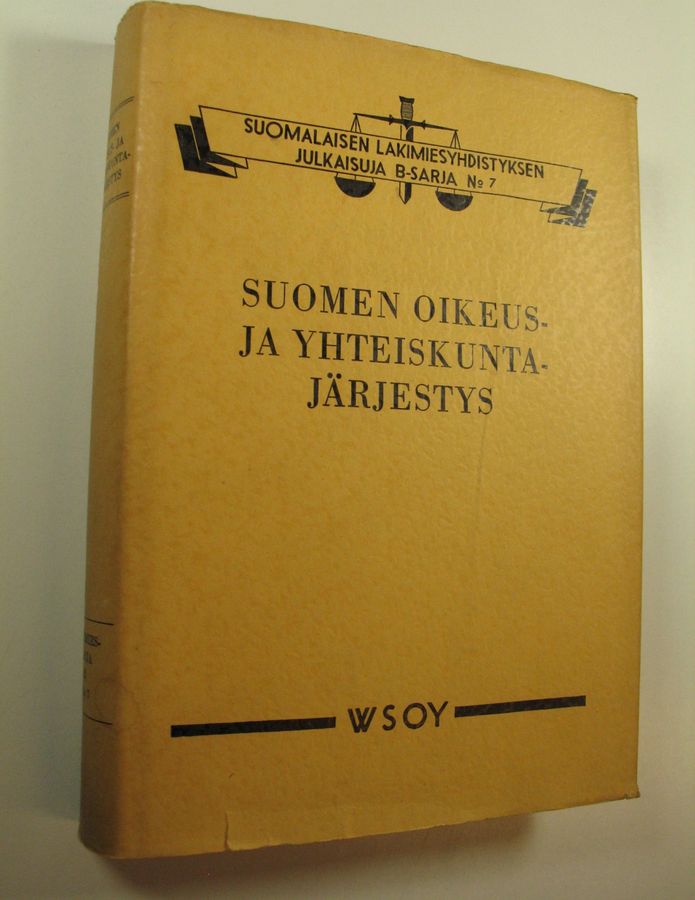 SUOMALAISEN LAKIMIESYHDISTYKSEN
JULKAISUJA B-SARJA No 7
SUOMEN OIKEUS-
JA YHTEISKUNTA-
JÄRJESTYS
WSOY